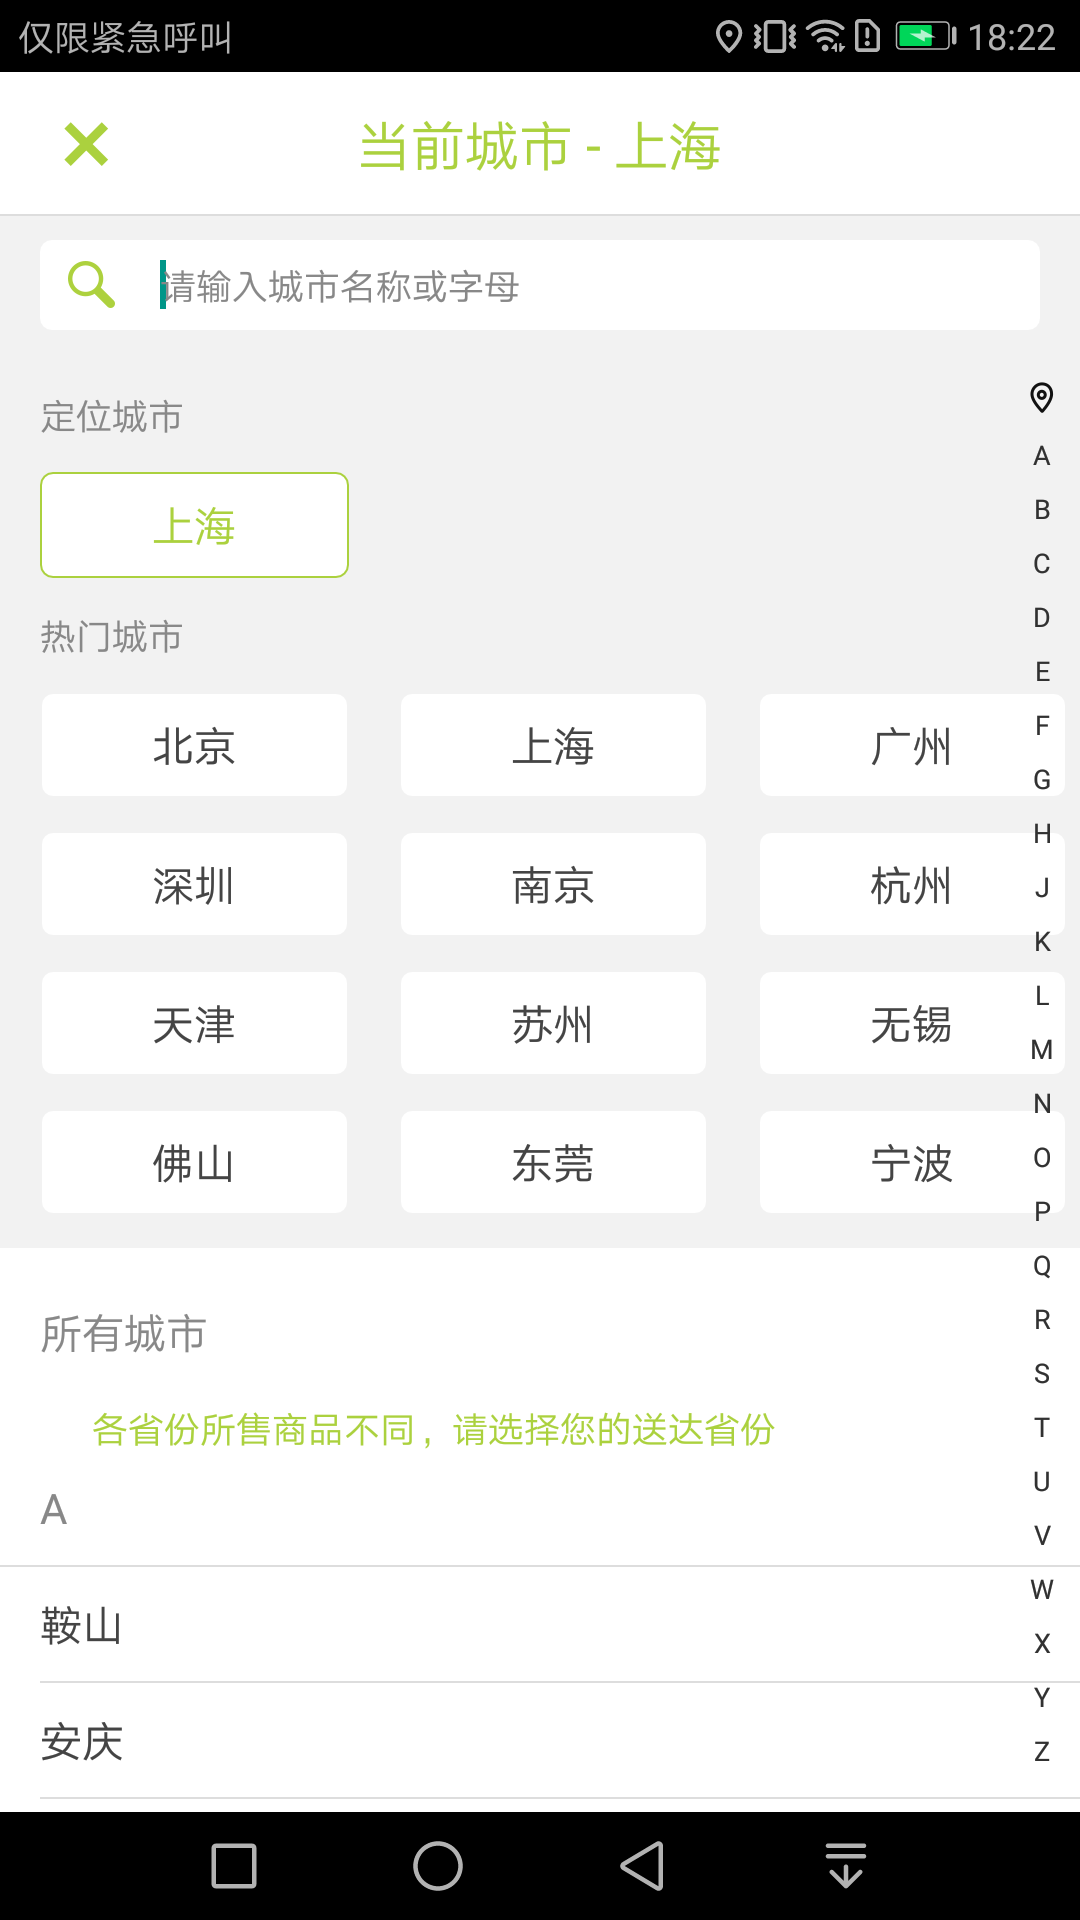 仅限紧急呼叫 18:22
当前城市 - 上海
请输入城市名称或字母
定位城市
上海
热门城市
北京 上海 广州
深圳 南京 杭州
天津 苏州 无锡
佛山 东莞 宁波
所有城市
各省份所售商品不同，请选择您的送达省份
A
鞍山
安庆
A
B
C
D
E
F
G
H
J
K
L
M
N
O
P
Q
R
S
T
U
V
W
X
Y
Z